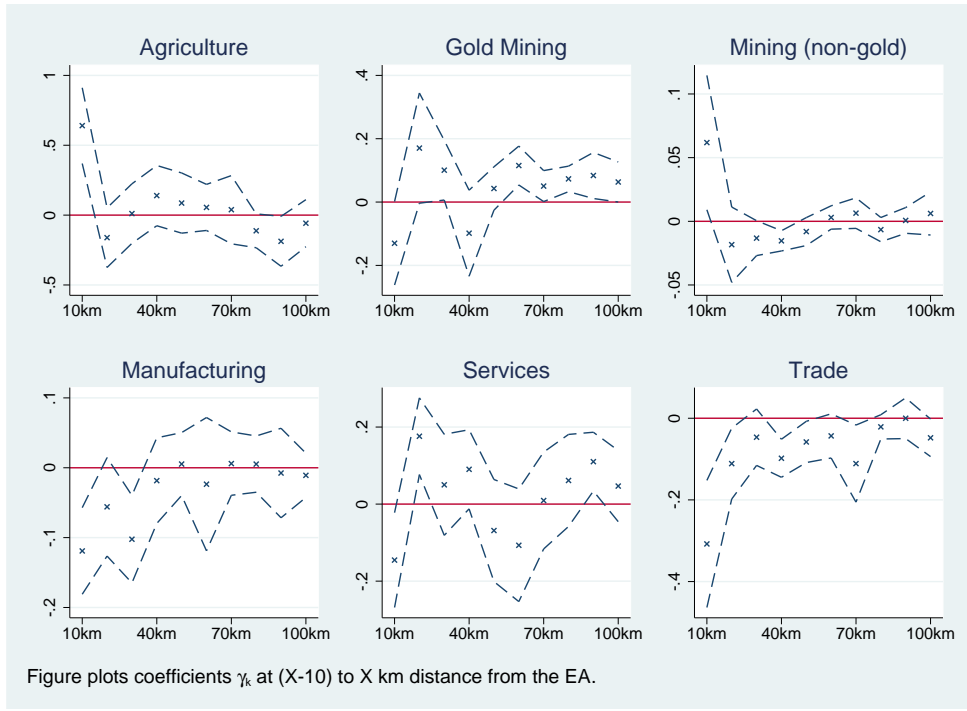 Agriculture
1
.5
0
-.5
10km 40km 70km 100km
Gold Mining
.4
.2
0
-.2
10km 40km 70km 100km
Mining (non-gold)
.1
.05
0
-.05
10km 40km 70km 100km
Manufacturing
.1
0
-.1
-.2
10km 40km 70km 100km
Services
.2
0
-.2
10km 40km 70km 100km
Trade
0
-.2
-.4
10km 40km 70km 100km
Figure plots coefficients γk at (X-10) to X km distance from the EA.